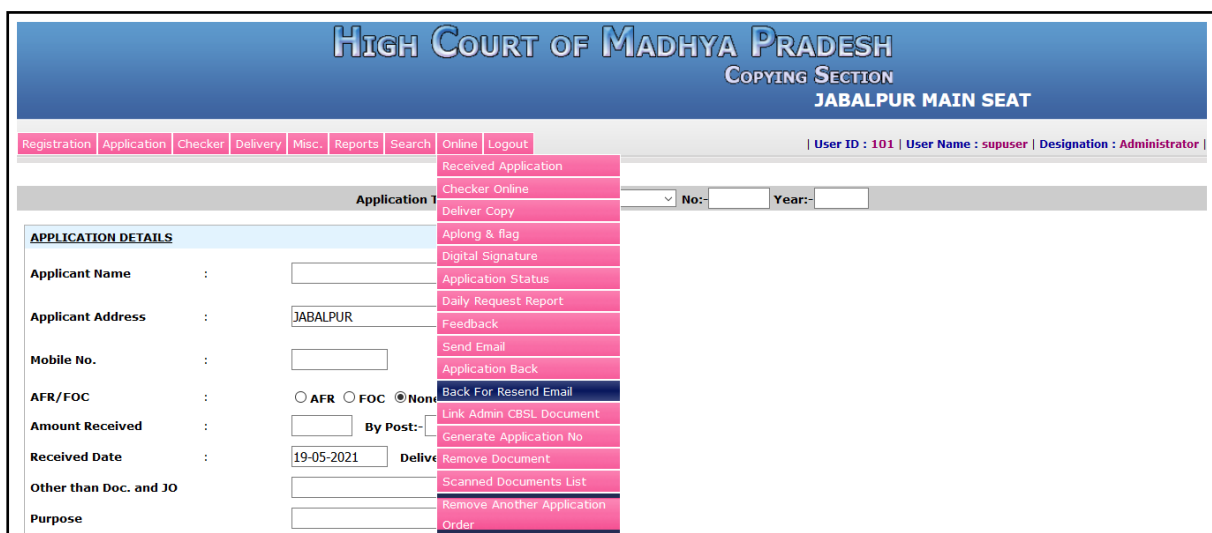 HIGH COURT OF MADHYA PRADESH
COPYING SECTION
JABALPUR MAIN SEAT
Registration Application Checker Delivery Misc. Reports Search Online Logout
| User ID : 101 | User Name : supuser | Designation : Administrator |
Received Application
Checker Online
Deliver Copy
Aplong & flag
Digital Signature
Application Status
Daily Request Report
Feedback
Send Email
Application Back
Back For Resend Email
Link Admin CBSL Document
Generate Application No
Remove Document
Scanned Documents List
Remove Another Application
Order
Application T No:- Year:-
APPLICATION DETAILS
Applicant Name :
Applicant Address : JABALPUR
Mobile No. :
AFR/FOC : AFR FOC None
Amount Received : By Post:-
Received Date : 19-05-2021 Delive
Other than Doc. and JO
Purpose